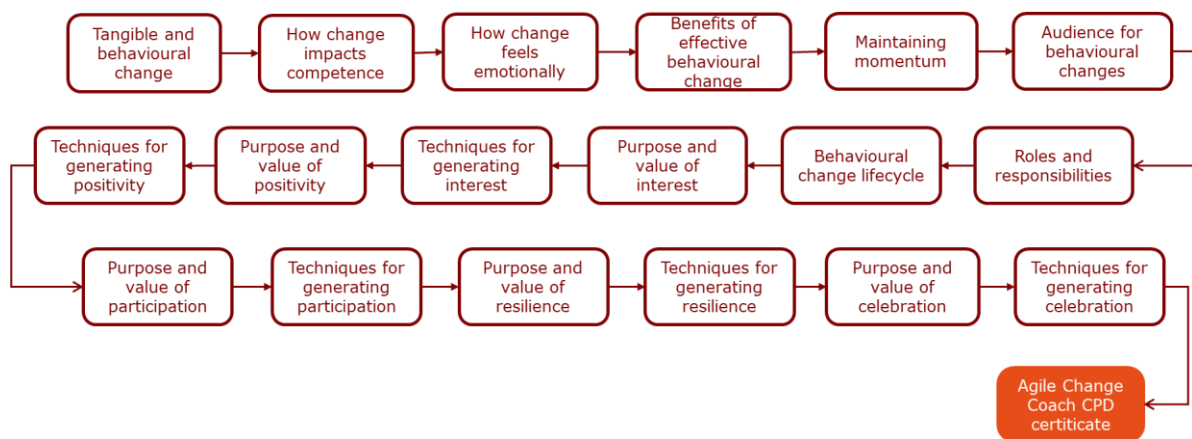 Tangible and
behavioural
change
How change
impacts
competence
How change
feels
emotionally
Benefits of
effective
behavioural
change
Maintaining
momentum
Audience for
behavioural
changes
Roles and
responsibilities
Behavioural
change lifecycle
Purpose and
value of
interest
Techniques for
generating
interest
Purpose and
value of
positivity
Techniques for
generating
positivity
Purpose and
value of
participation
Techniques for
generating
participation
Purpose and
value of
resilience
Techniques for
generating
resilience
Purpose and
value of
celebration
Techniques for
generating
celebration
Agile Change
Coach CPD
certiticate